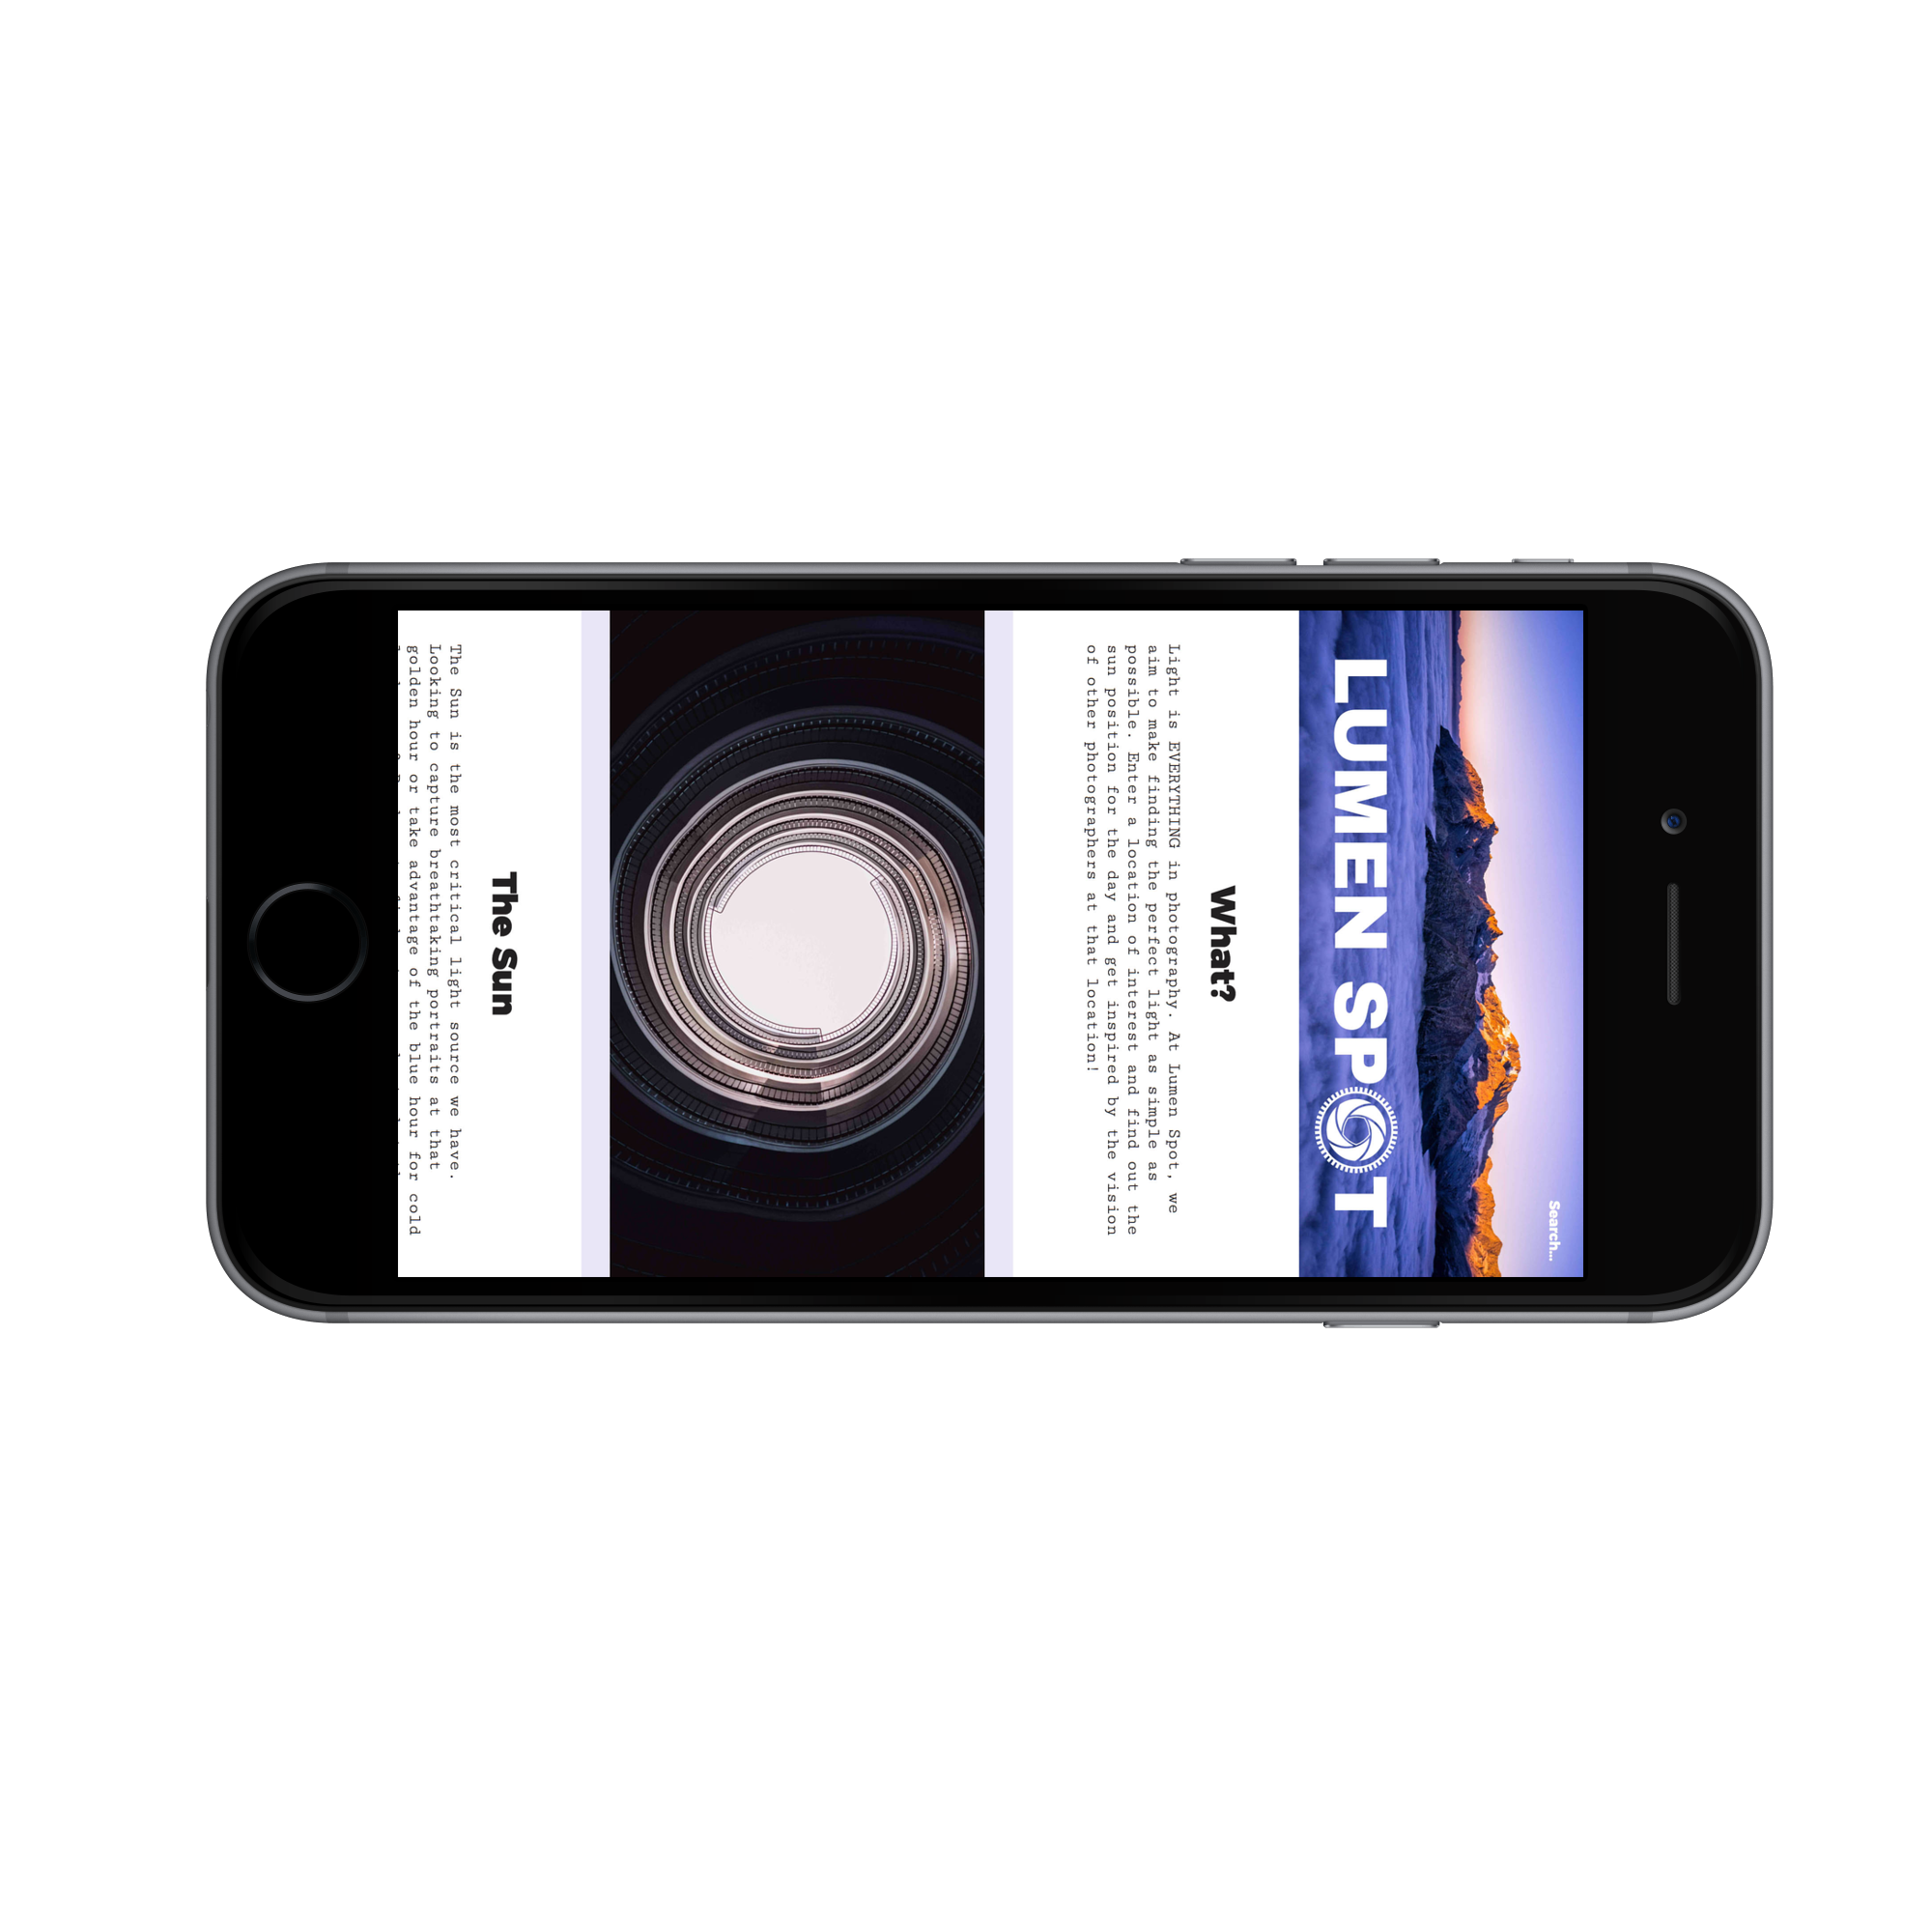 Search...
LUMEN SPOT
What?
Light is EVERYTHING in photography. At Lumen Spot, we
aim to make finding the perfect light as simple as
possible. Enter a location of interest and find out the
sun position for the day and get inspired by the vision
of other photographers at that location!
The Sun
The Sun is the most critical light source we have.
Looking to capture breathtaking portraits at that
golden hour or take advantage of the blue hour for cold